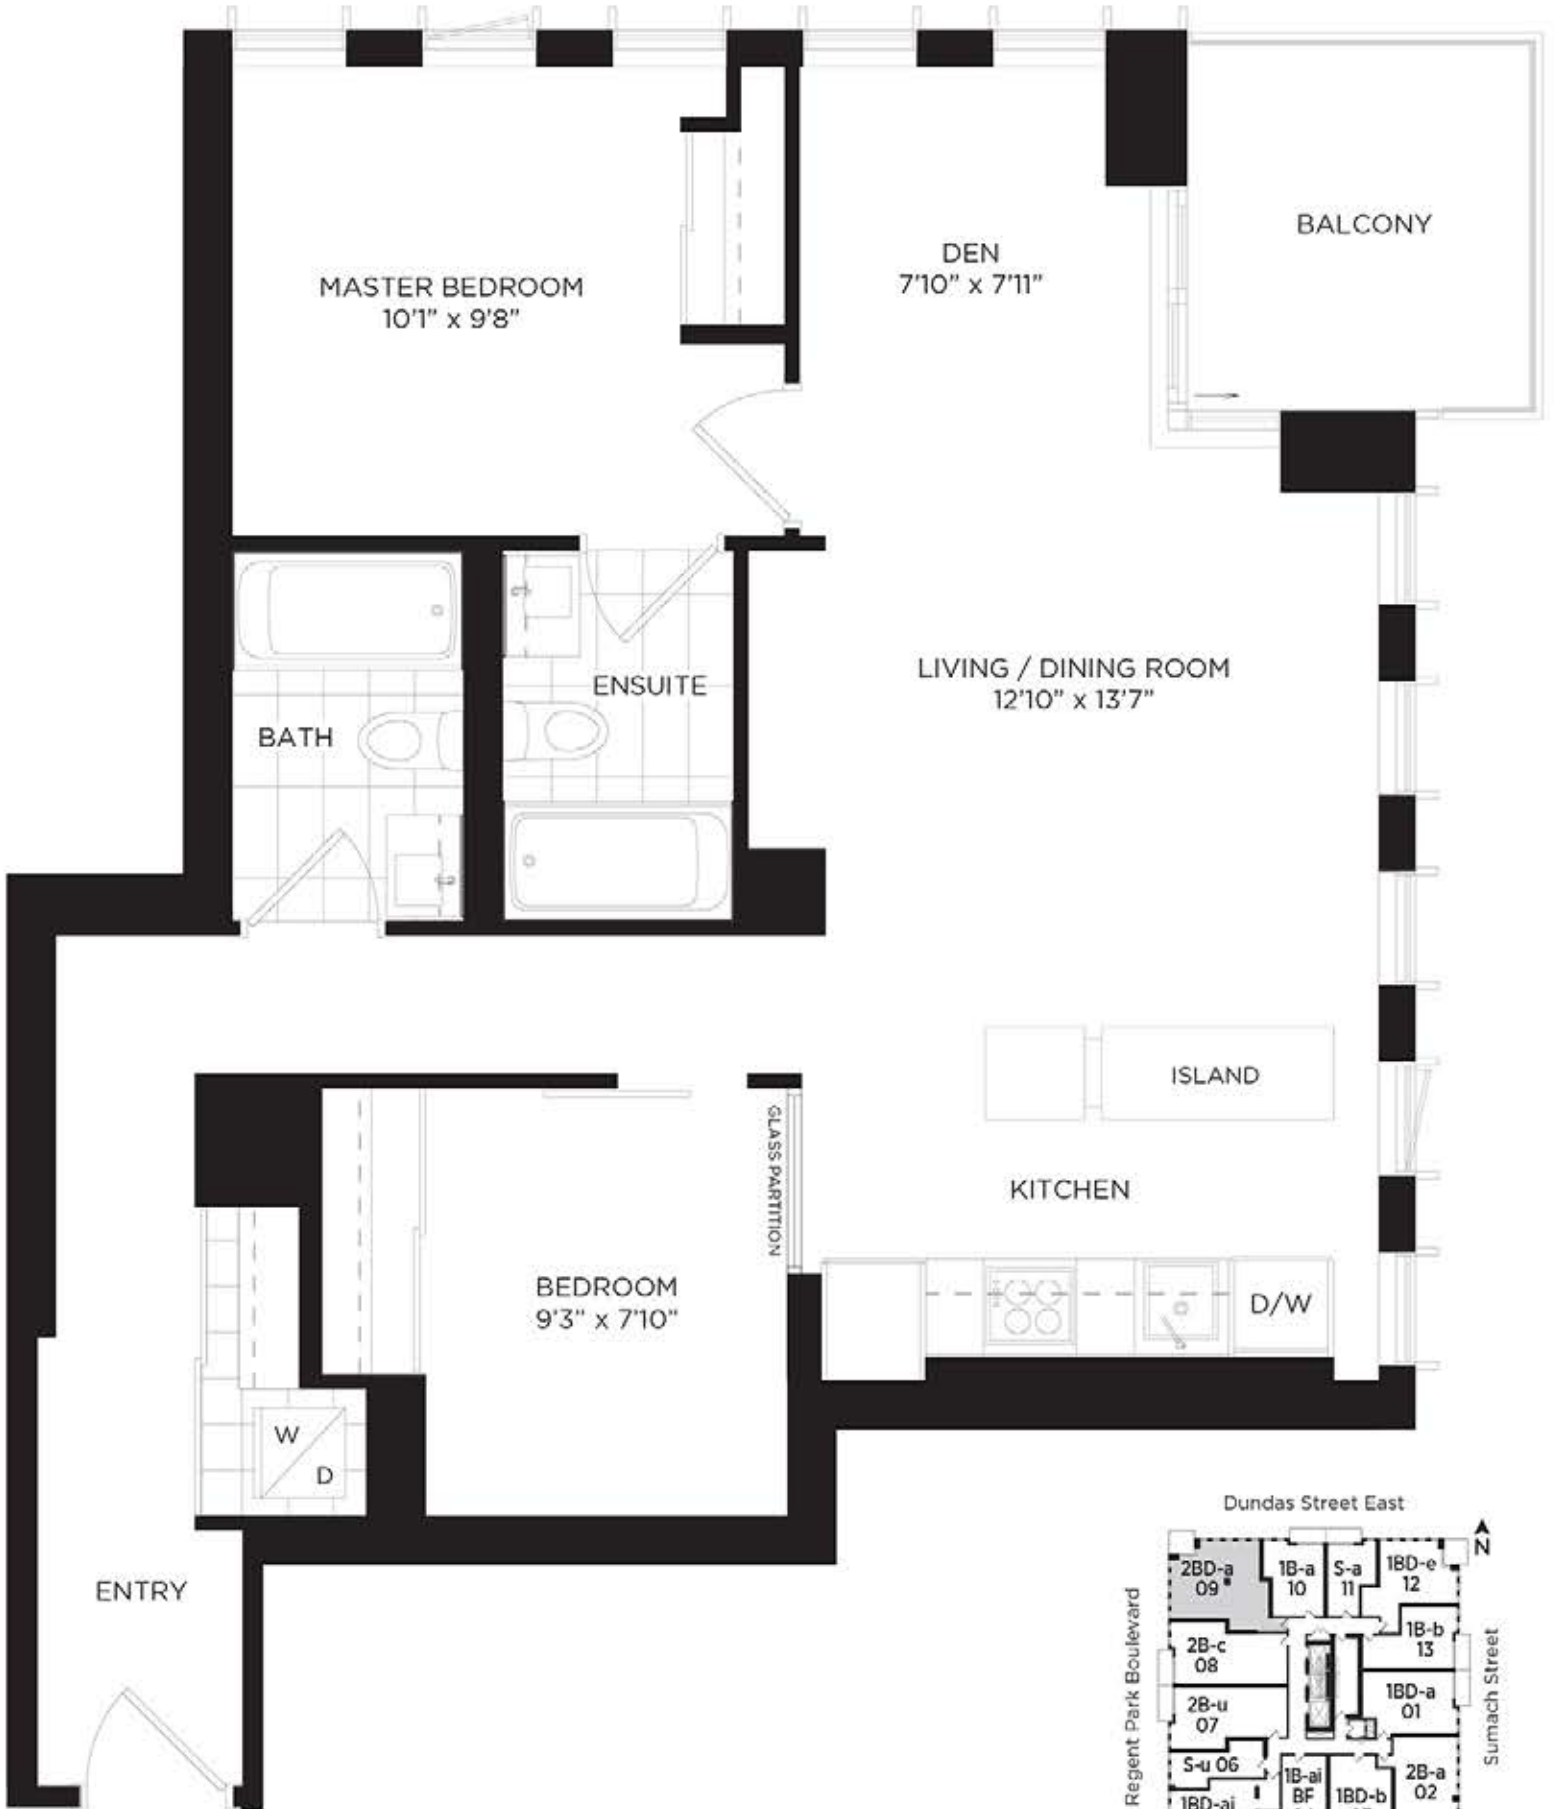 MASTER BEDROOM
10'1" x 9'8"
DEN
7'10" x 7'11"
BALCONY
BATH
ENSUITE
LIVING / DINING ROOM
12'10" x 13'7"
ISLAND
KITCHEN
GLASS PARTITION
BEDROOM
9'3" x 7'10"
D/W
W
D
ENTRY
Dundas Street East
N
Regent Park Boulevard
Sumach Street
2BD-a
09
1B-a
10
S-a
11
1BD-e
12
2B-c
08
1B-b
13
2B-u
07
1BD-a
01
S-u 06
1B-ai
BF
1BD-b
2B-a
02
1BD-ai